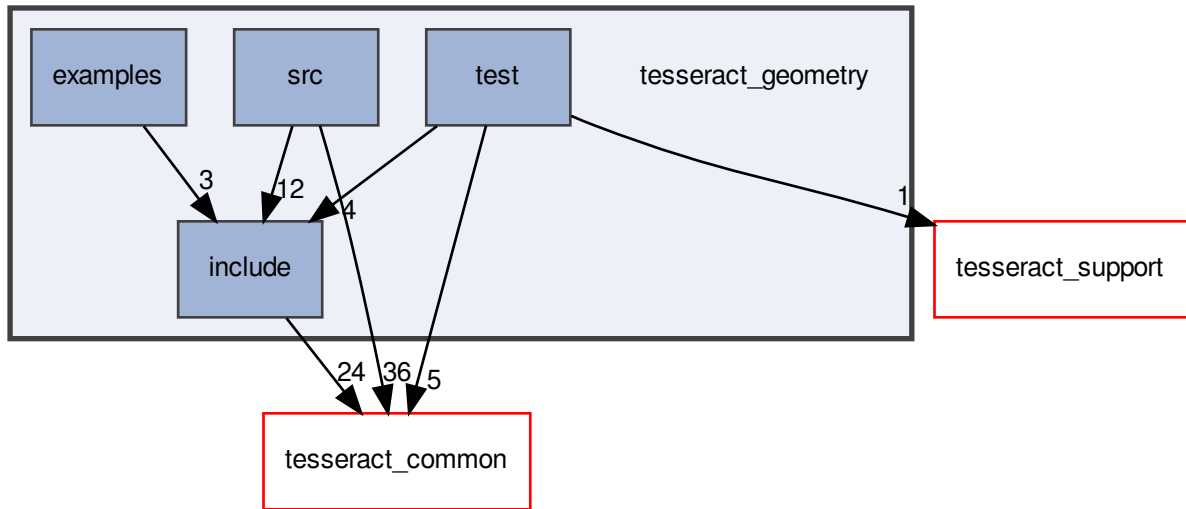 examples
src
test
tesseract_geometry
3
12
4
1
include
tesseract_support
24
36
5
tesseract_common